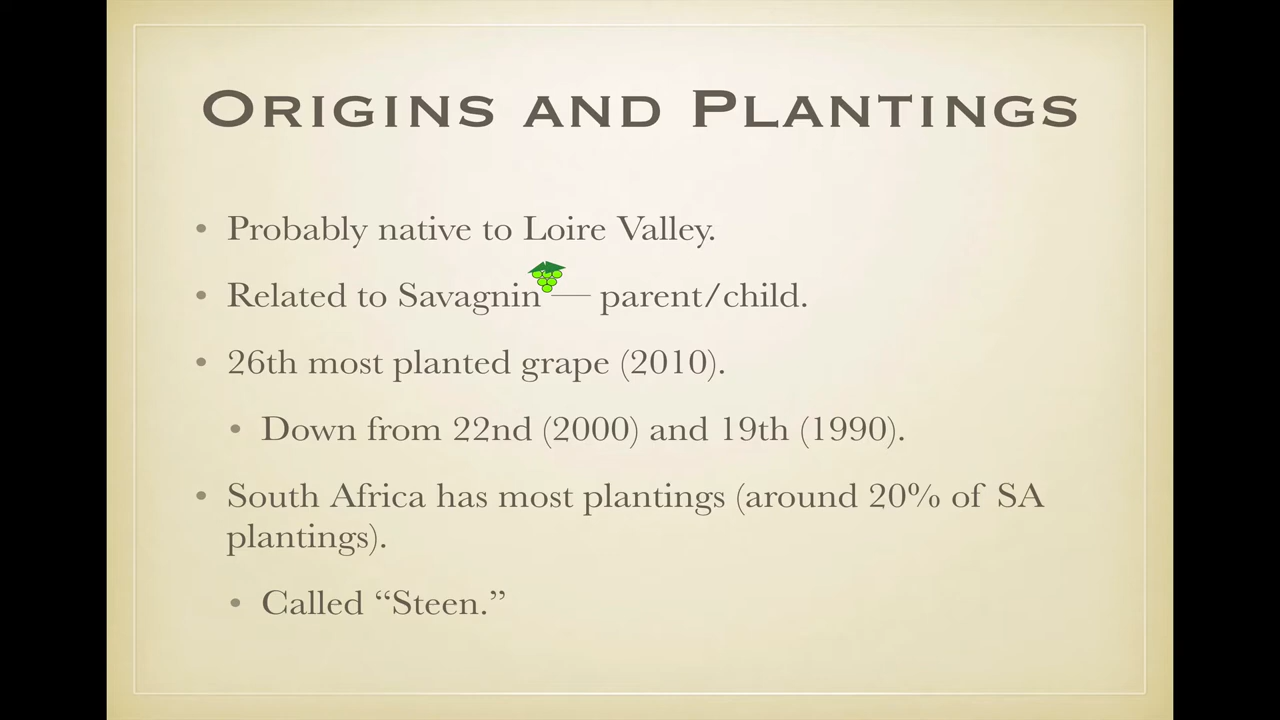 ORIGINS AND PLANTINGS
• Probably native to Loire Valley.
• Related to Savagnin — parent/child.
• 26th most planted grape (2010).
• Down from 22nd (2000) and 19th (1990).
• South Africa has most plantings (around 20% of SA
plantings).
• Called “Steen.”